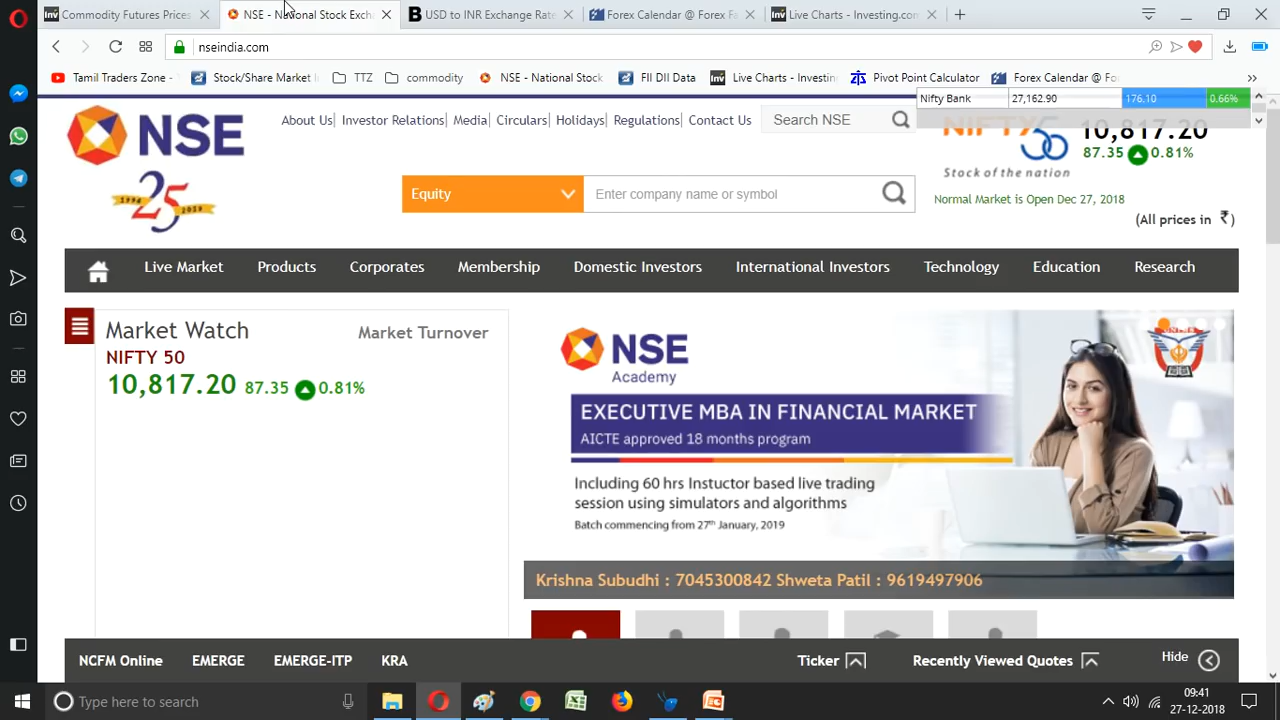 Commodity Futures Prices
NSE - National Stock Excha
USD to INR Exchange Rate
Forex Calendar @ Forex Fa
Live Charts - Investing.com
nseindia.com
Tamil Traders Zone -
Stock/Share Market I
TTZ
commodity
NSE - National Stock
FII DII Data
Live Charts - Investin
Pivot Point Calculator
Forex Calendar @ Fo
Nifty Bank 27,162.90 176.10 0.66%
NSE
1994 25 2019
About Us| Investor Relations| Media| Circulars| Holidays| Regulations| Contact Us
Search NSE
NIFTY 50
Stock of the nation
10,817.20
87.35 0.81%
Equity
Enter company name or symbol
Normal Market is Open Dec 27, 2018
(All prices in ₹)
Live Market Products Corporates Membership Domestic Investors International Investors Technology Education Research
Market Watch
Market Turnover
NIFTY 50
10,817.20 87.35 0.81%
NSE
Academy
EXECUTIVE MBA IN FINANCIAL MARKET
AICTE approved 18 months program
Including 60 hrs Instuctor based live trading
session using simulators and algorithms
Batch commencing from 27th January, 2019
Krishna Subudhi : 7045300842 Shweta Patil : 9619497906
NCFM Online EMERGE EMERGE-ITP KRA
Ticker
Recently Viewed Quotes
Hide
Type here to search
09:41
27-12-2018